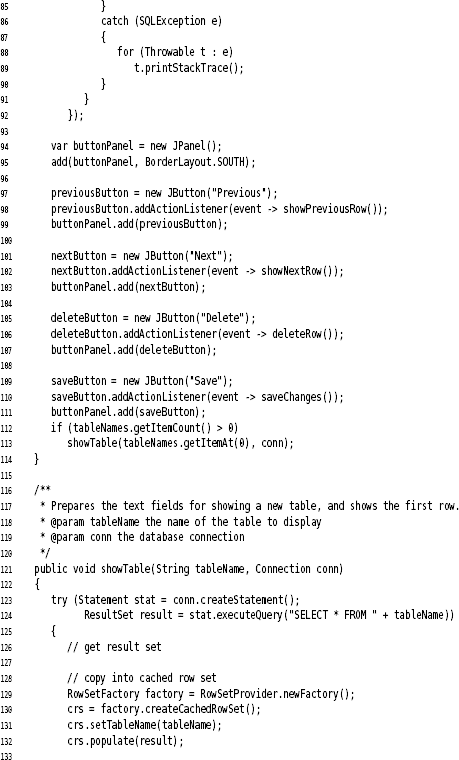 85 }
86 catch (SQLException e)
87 {
88 for (Throwable t : e)
89 t.printStackTrace();
90 }
91 }
92 });
93
94 var buttonPanel = new JPanel();
95 add(buttonPanel, BorderLayout.SOUTH);
96
97 previousButton = new JButton("Previous");
98 previousButton.addActionListener(event -> showPreviousRow());
99 buttonPanel.add(previousButton);
100
101 nextButton = new JButton("Next");
102 nextButton.addActionListener(event -> showNextRow());
103 buttonPanel.add(nextButton);
104
105 deleteButton = new JButton("Delete");
106 deleteButton.addActionListener(event -> deleteRow());
107 buttonPanel.add(deleteButton);
108
109 saveButton = new JButton("Save");
110 saveButton.addActionListener(event -> saveChanges());
111 buttonPanel.add(saveButton);
112 if (tableNames.getItemCount() > 0)
113 showTable(tableNames.getItemAt(0), conn);
114 }
115
116 /**
117 * Prepares the text fields for showing a new table, and shows the first row.
118 * @param tableName the name of the table to display
119 * @param conn the database connection
120 */
121 public void showTable(String tableName, Connection conn)
122 {
123 try (Statement stat = conn.createStatement();
124 ResultSet result = stat.executeQuery("SELECT * FROM " + tableName))
125 {
126 // get result set
127
128 // copy into cached row set
129 RowSetFactory factory = RowSetProvider.newFactory();
130 crs = factory.createCachedRowSet();
131 crs.setTableName(tableName);
132 crs.populate(result);
133